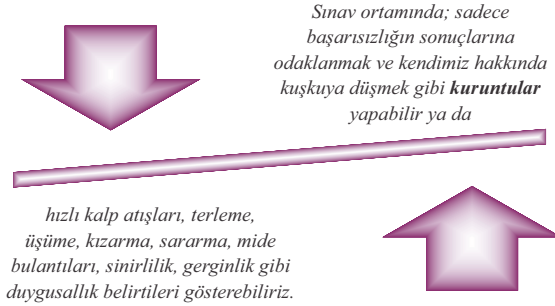 Sınav ortamında; sadece
başarısızlığın sonuçlarına
odaklanmak ve kendimiz hakkında
kuşkuya düşmek gibi kuruntular
yapabilir ya da
hızlı kalp atışları, terleme,
üşüme, kızarma, sararma, mide
bulantıları, sinirlilik, gerginlik gibi
duygusallık belirtileri gösterebiliriz.